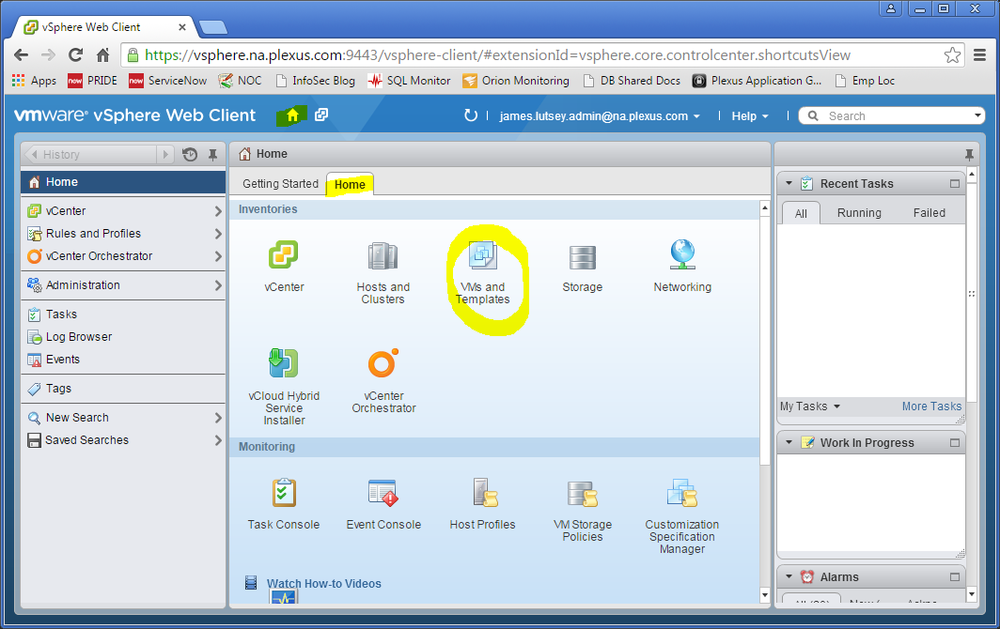 vSphere Web Client
https://vsphere.na.plexus.com:9443/vsphere-client/#extensionId=vsphere.core.controlcenter.shortcutsView
Apps
now PRIDE
now ServiceNow
NOC
InfoSec Blog
SQL Monitor
Orion Monitoring
DB Shared Docs
Plexus Application G...
Emp Loc
vmware® vSphere Web Client
james.lutsey.admin@na.plexus.com
Help
Search
History
Home
vCenter
Rules and Profiles
vCenter Orchestrator
Administration
Tasks
Log Browser
Events
Tags
New Search
Saved Searches
Home
Getting Started
Home
Inventories
vCenter
Hosts and
Clusters
VMs and
Templates
Storage
Networking
vCloud Hybrid
Service
Installer
vCenter
Orchestrator
Monitoring
Task Console
Event Console
Host Profiles
VM Storage
Policies
Customization
Specification
Manager
Watch How-to Videos
Recent Tasks
All
Running
Failed
My Tasks
More Tasks
Work In Progress
Alarms